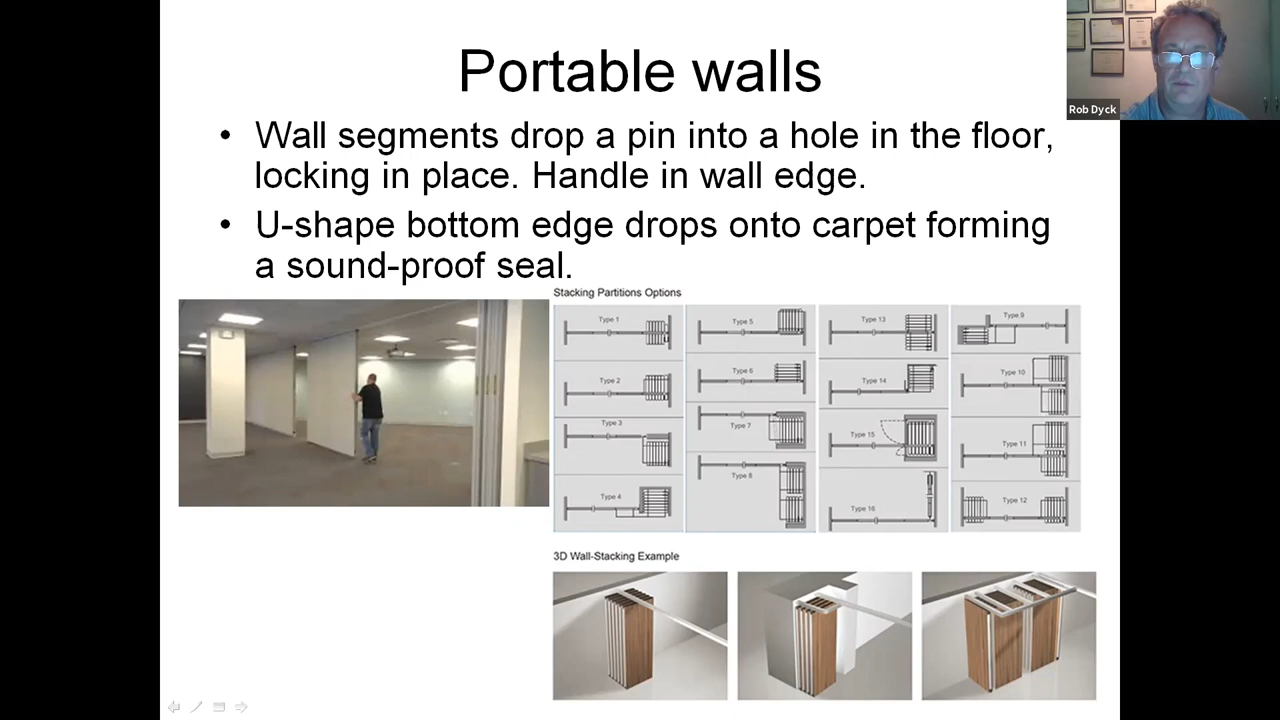 Portable walls
Rob Dyck
• Wall segments drop a pin into a hole in the floor,
locking in place. Handle in wall edge.
• U-shape bottom edge drops onto carpet forming
a sound-proof seal.
Stacking Partitions Options
Type 1
Type 5
Type 13
Type 9
Type 2
Type 6
Type 14
Type 10
Type 3
Type 7
Type 15
Type 11
Type 4
Type 8
Type 16
Type 12
3D Wall-Stacking Example